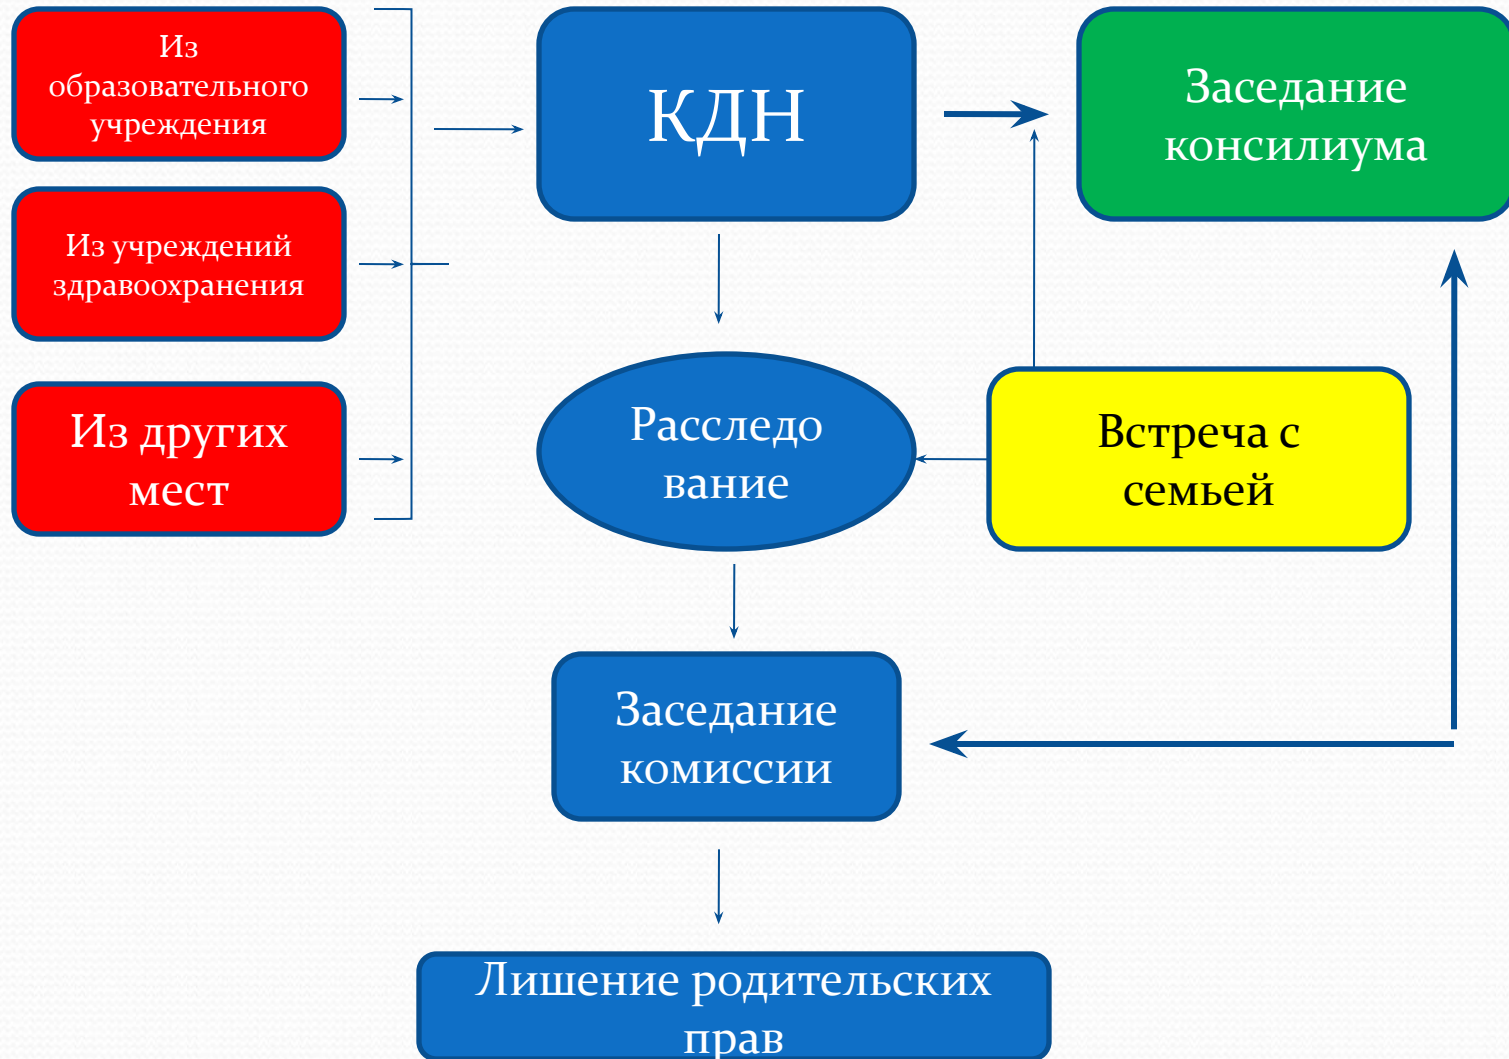 Из
образовательного
учреждения
КДН
Заседание
консилиума
Из учреждений
здравоохранения
Из других
мест
Расследо
вание
Встреча с
семьей
Заседание
комиссии
Лишение родительских
прав